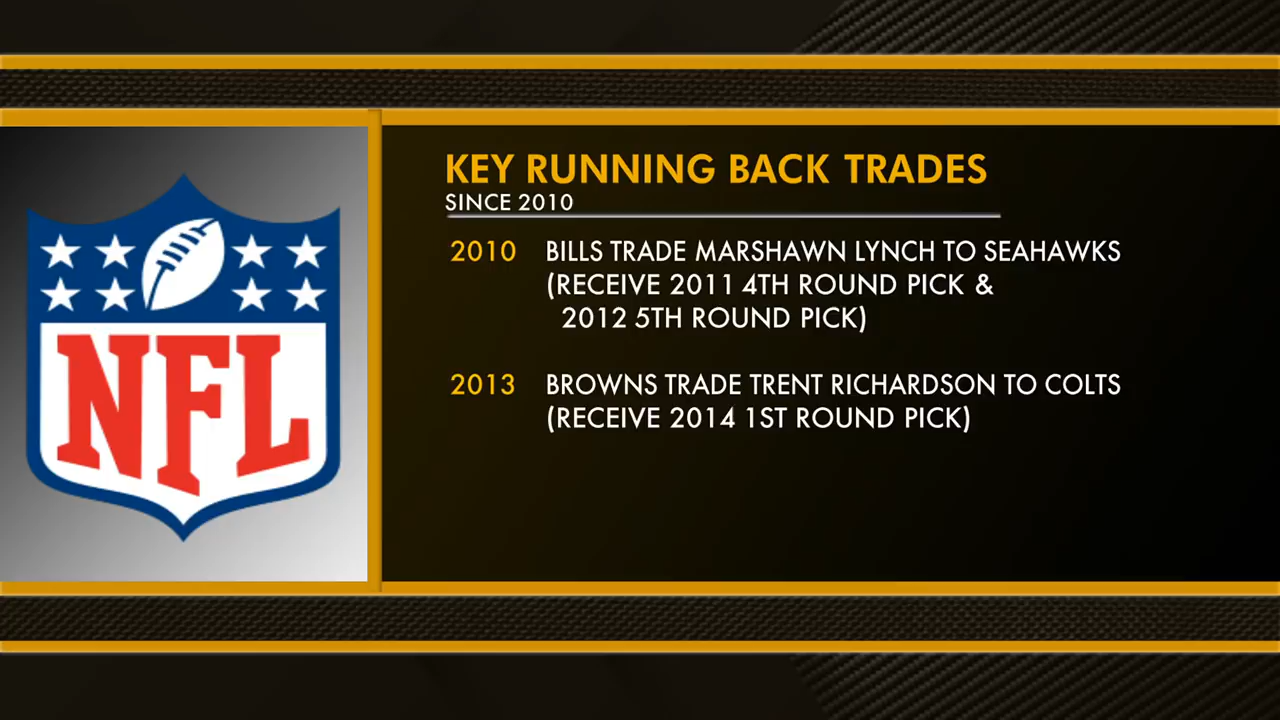 NFL
KEY RUNNING BACK TRADES
SINCE 2010
2010 BILLS TRADE MARSHAWN LYNCH TO SEAHAWKS
(RECEIVE 2011 4TH ROUND PICK &
2012 5TH ROUND PICK)
2013 BROWNS TRADE TRENT RICHARDSON TO COLTS
(RECEIVE 2014 1ST ROUND PICK)